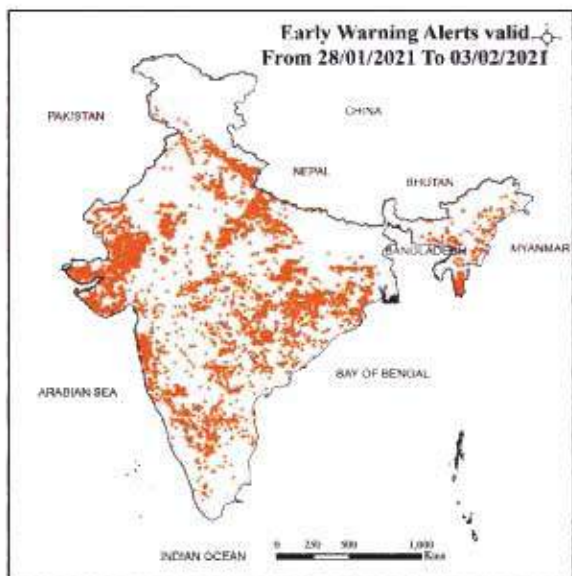 Early Warning Alerts valid
From 28/01/2021 To 03/02/2021
PAKISTAN
CHINA
NEPAL
BHUTAN
BANGLADESH
MYANMAR
BAY OF BENGAL
ARABIAN SEA
INDIAN OCEAN
0 250 500 1,000
Kms